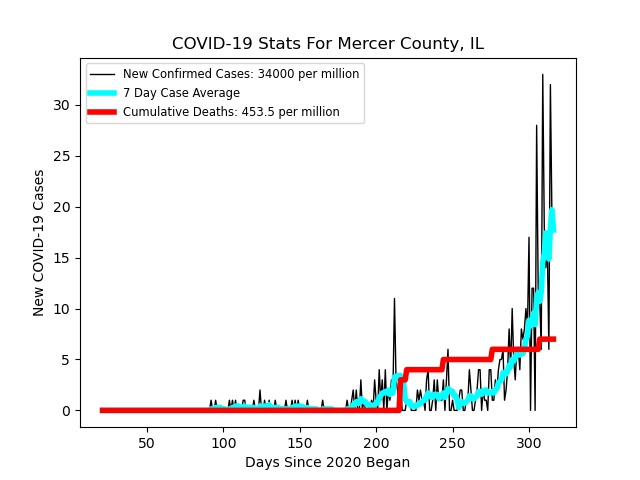 COVID-19 Stats For Mercer County, IL
New Confirmed Cases: 34000 per million
7 Day Case Average
Cumulative Deaths: 453.5 per million
New COVID-19 Cases
30
25
20
15
10
5
0
50 100 150 200 250 300
Days Since 2020 Began